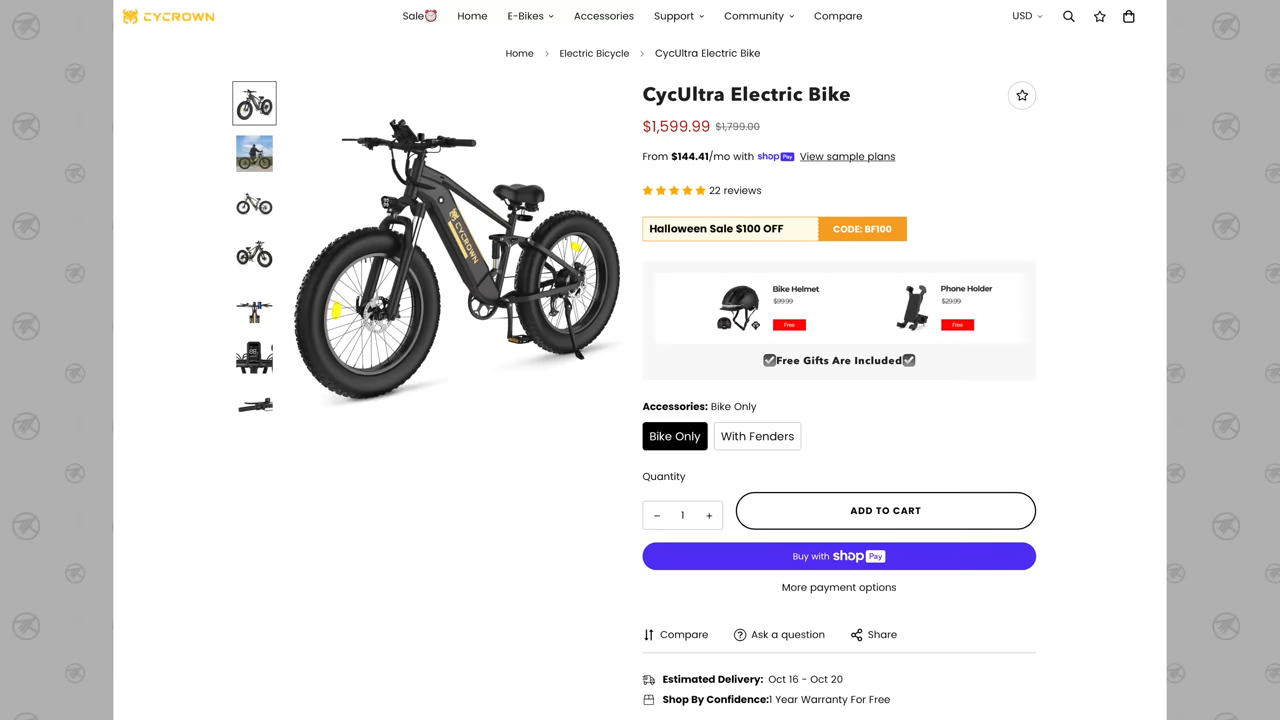 CYCROWN
Sale Home E-Bikes Accessories Support Community Compare USD
Home > Electric Bicycle > CycUltra Electric Bike
CycUltra Electric Bike
$1,599.99 $1,799.00
From $144.41/mo with shop Pay View sample plans
22 reviews
Halloween Sale $100 OFF CODE: BF100
Bike Helmet
$99.99
Free
Phone Holder
$29.99
Free
Free Gifts Are Included
Accessories: Bike Only
Bike Only With Fenders
Quantity
− 1 + ADD TO CART
Buy with shop Pay
More payment options
Compare Ask a question Share
Estimated Delivery: Oct 16 - Oct 20
Shop By Confidence:1 Year Warranty For Free
CYCROWN